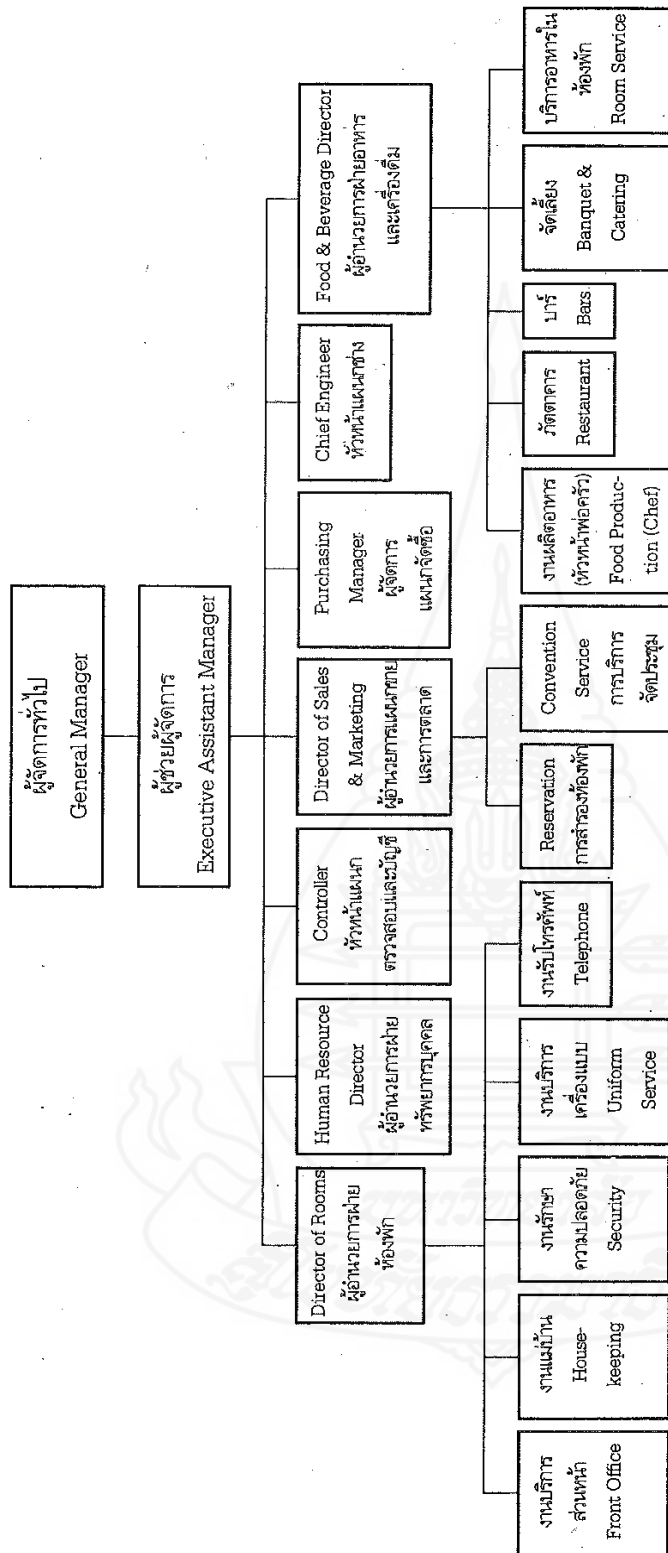 ผู้จัดการทั่วไป
General Manager
ผู้ช่วยผู้จัดการ
Executive Assistant Manager
Director of Rooms
ผู้อำนวยการฝ่าย
ห้องพัก
Human Resource
Director
ผู้อำนวยการฝ่าย
ทรัพยากรบุคคล
Controller
หัวหน้าแผนก
ตรวจสอบและบัญชี
Director of Sales
& Marketing
ผู้อำนวยการแผนกขาย
และการตลาด
Purchasing
Manager
ผู้จัดการ
แผนกจัดซื้อ
Chief Engineer
หัวหน้าแผนกช่าง
Food & Beverage Director
ผู้อำนวยการฝ่ายอาหาร
และเครื่องดื่ม
งานบริการ
ส่วนหน้า
Front Office
งานแม่บ้าน
House-
keeping
งานรักษา
ความปลอดภัย
Security
งานบริการ
เครื่องแบบ
Uniform
Service
งานรับโทรศัพท์
Telephone
Reservation
การสำรองห้องพัก
Convention
Service
การบริการ
จัดประชุม
งานผลิตอาหาร
(หัวหน้าพ่อครัว)
Food Produc-
tion (Chef)
ภัตตาคาร
Restaurant
บาร์
Bars
จัดเลี้ยง
Banquet &
Catering
บริการอาหารใน
ห้องพัก
Room Service